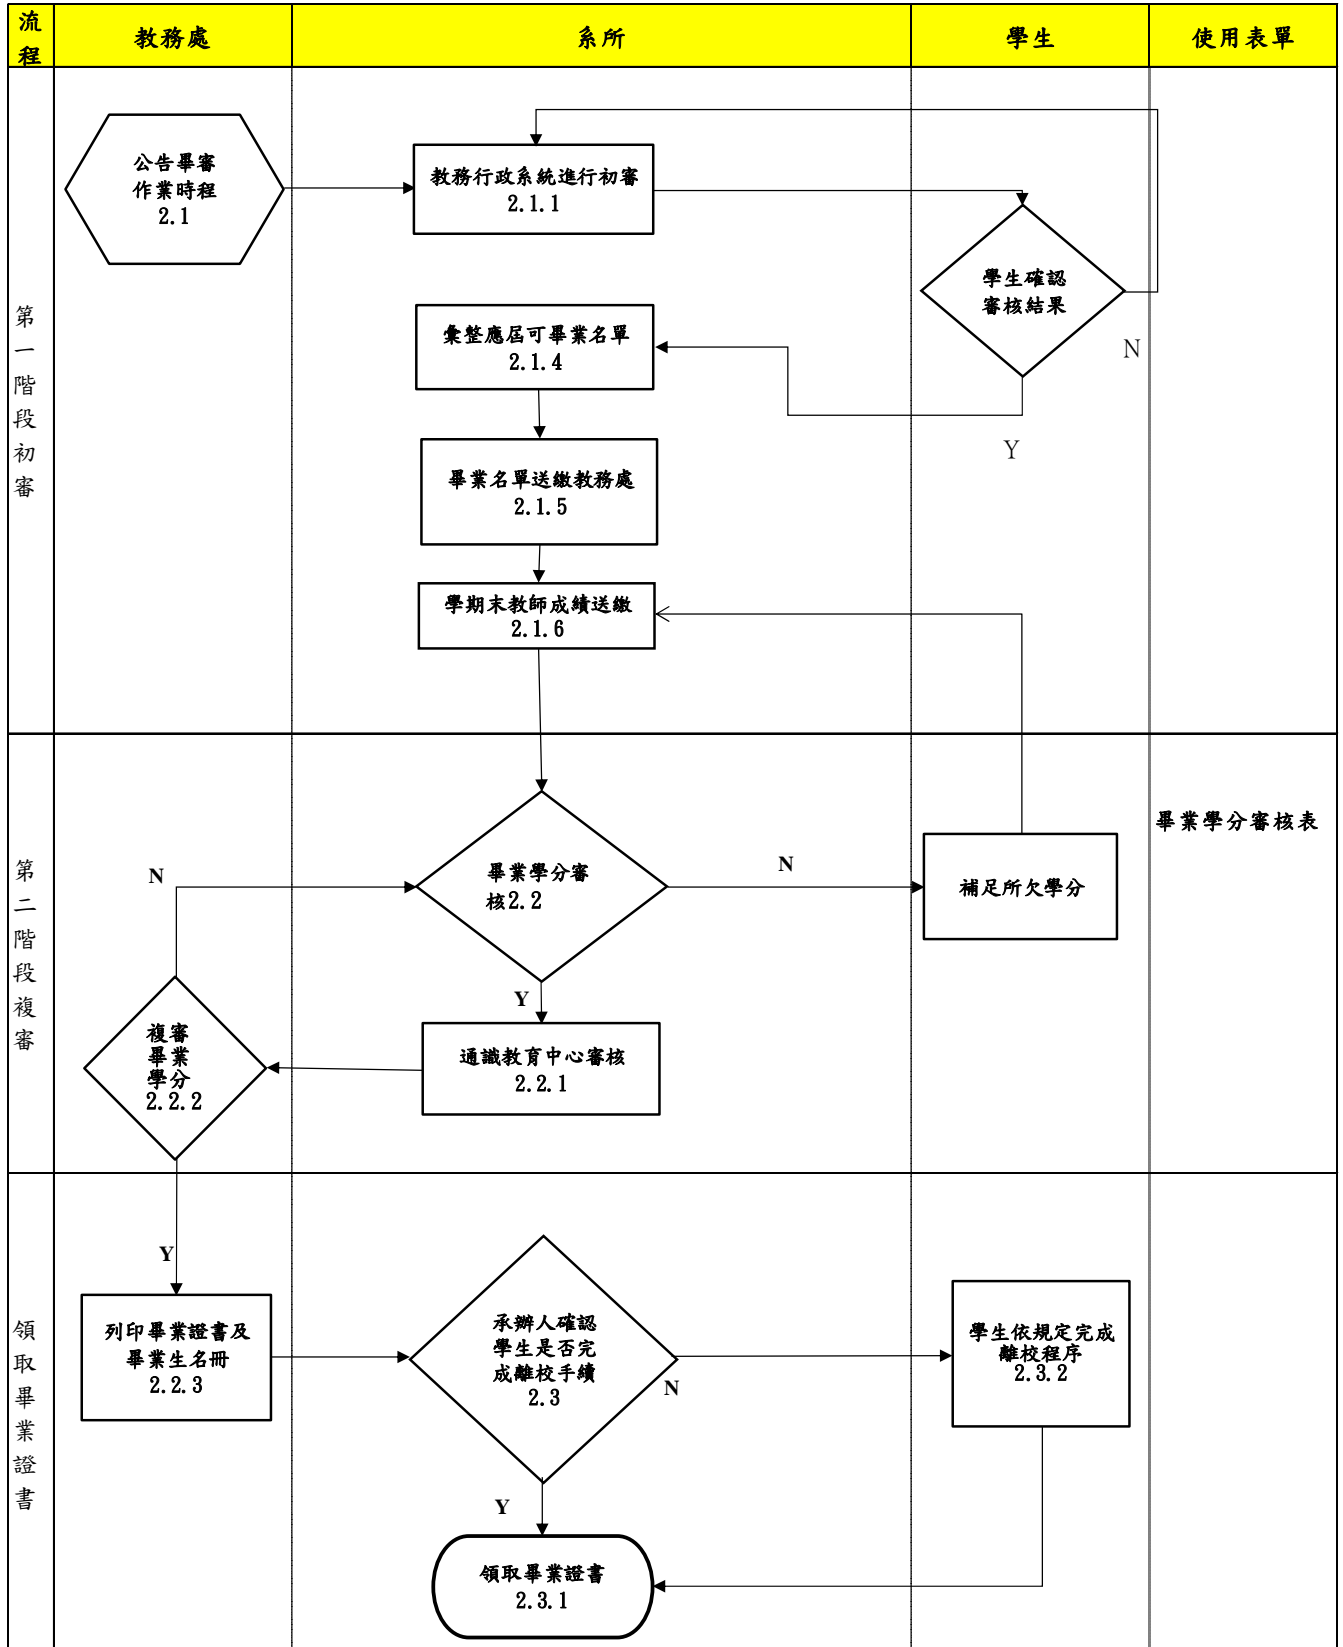 流
程
教務處
系所
學生
使用表單
第
一
階
段
初
審
公告畢審
作業時程
2.1
教務行政系統進行初審
2.1.1
學生確認
審核結果
N
Y
彙整應屆可畢業名單
2.1.4
畢業名單送繳教務處
2.1.5
學期末教師成績送繳
2.1.6
第
二
階
段
複
審
畢業學分審
核2.2
N
補足所欠學分
畢業學分審核表
N
Y
通識教育中心審核
2.2.1
複審
畢業
學分
2.2.2
領
取
畢
業
證
書
Y
列印畢業證書及
畢業生名冊
2.2.3
承辦人確認
學生是否完
成離校手續
2.3
N
學生依規定完成
離校程序
2.3.2
Y
領取畢業證書
2.3.1